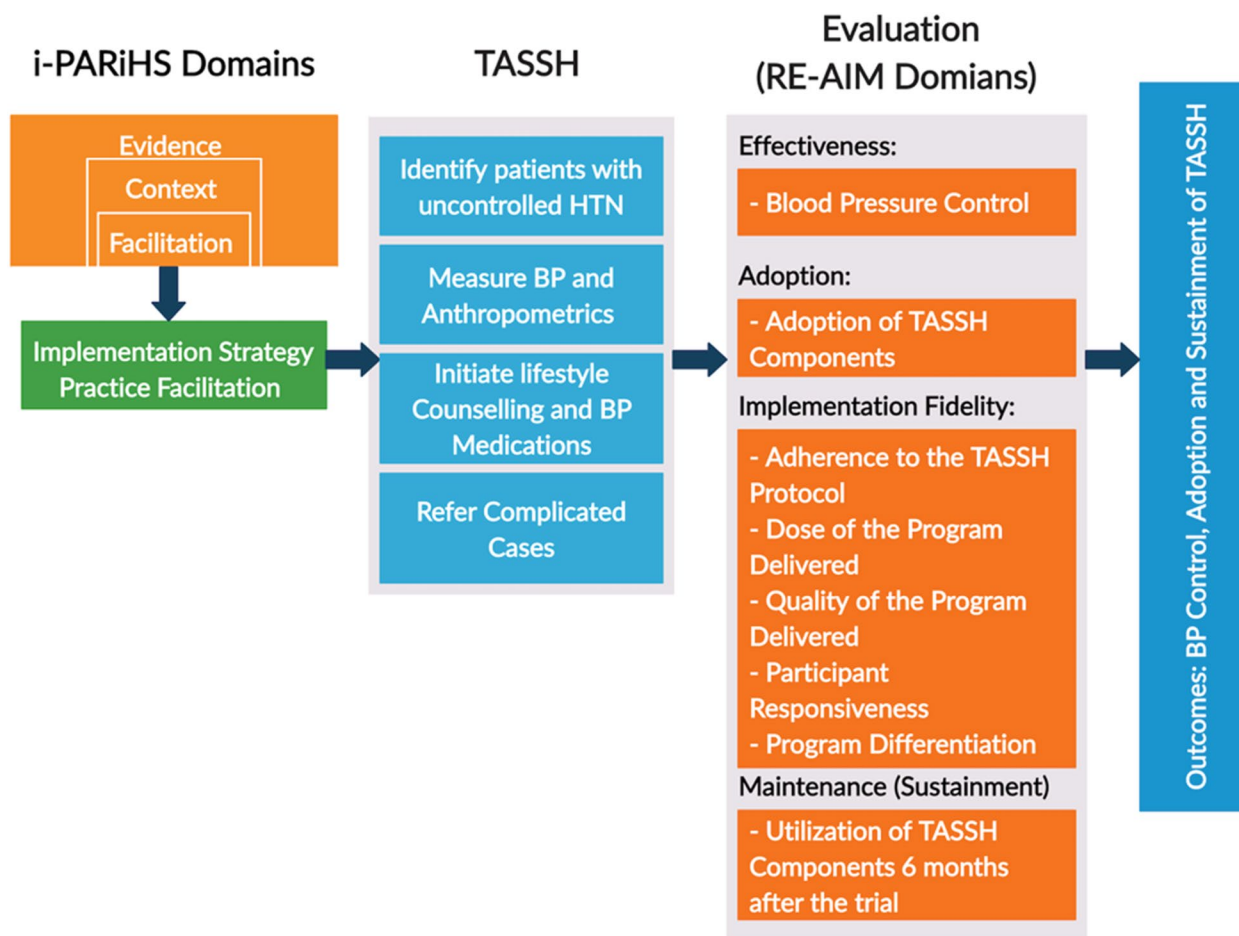 i-PARiHS Domains
Evidence
Context
Facilitation
Implementation Strategy
Practice Facilitation
TASSH
Identify patients with
uncontrolled HTN
Measure BP and
Anthropometrics
Initiate lifestyle
Counselling and BP
Medications
Refer Complicated
Cases
Evaluation
(RE-AIM Domians)
Effectiveness:
- Blood Pressure Control
Adoption:
- Adoption of TASSH
Components
Implementation Fidelity:
- Adherence to the TASSH
Protocol
- Dose of the Program
Delivered
- Quality of the Program
Delivered
- Participant
Responsiveness
- Program Differentiation
Maintenance (Sustainment)
- Utilization of TASSH
Components 6 months
after the trial
Outcomes: BP Control, Adoption and Sustainment of TASSH